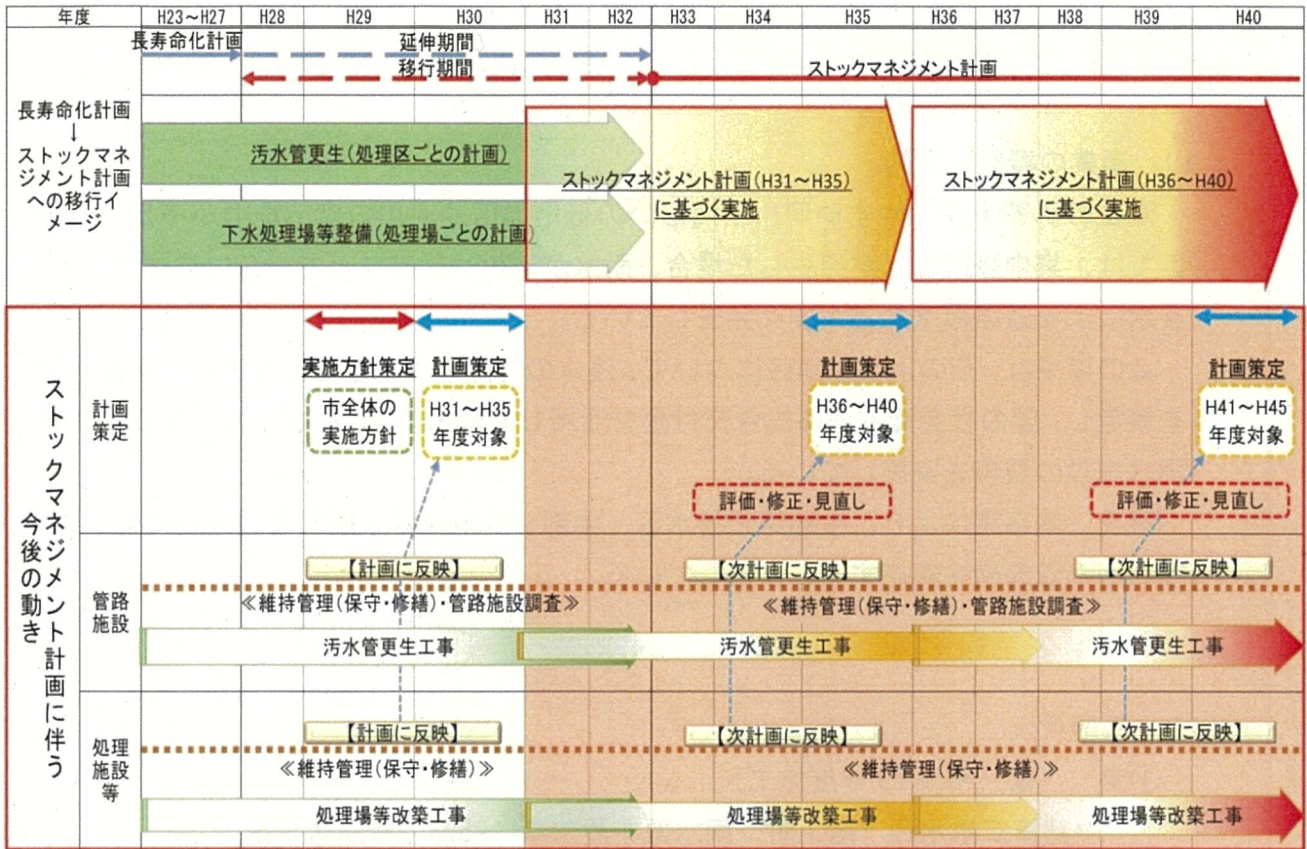 年度 H23～H27 H28 H29 H30 H31 H32 H33 H34 H35 H36 H37 H38 H39 H40
長寿命化計画 延伸期間
移行期間 ストックマネジメント計画
長寿命化計画
↓
ストックマネ
ジメント計画
への移行イ
メージ
汚水管更生(処理区ごとの計画)
下水処理場等整備(処理場ごとの計画)
ストックマネジメント計画(H31～H35)
に基づく実施
ストックマネジメント計画(H36～H40)
に基づく実施
ストックマネジメント計画に伴う
今後の動き
計画
策定
実施方針策定
市全体の
実施方針
計画策定
H31～H35
年度対象
計画策定
H36～H40
年度対象
計画策定
H41～H45
年度対象
評価・修正・見直し
評価・修正・見直し
管路
施設
【計画に反映】 【次計画に反映】 【次計画に反映】
≪維持管理(保守・修繕)・管路施設調査≫ ≪維持管理(保守・修繕)・管路施設調査≫
汚水管更生工事 汚水管更生工事 汚水管更生工事
処理
施設
等
【計画に反映】 【次計画に反映】 【次計画に反映】
≪維持管理(保守・修繕)≫ ≪維持管理(保守・修繕)≫
処理場等改築工事 処理場等改築工事 処理場等改築工事